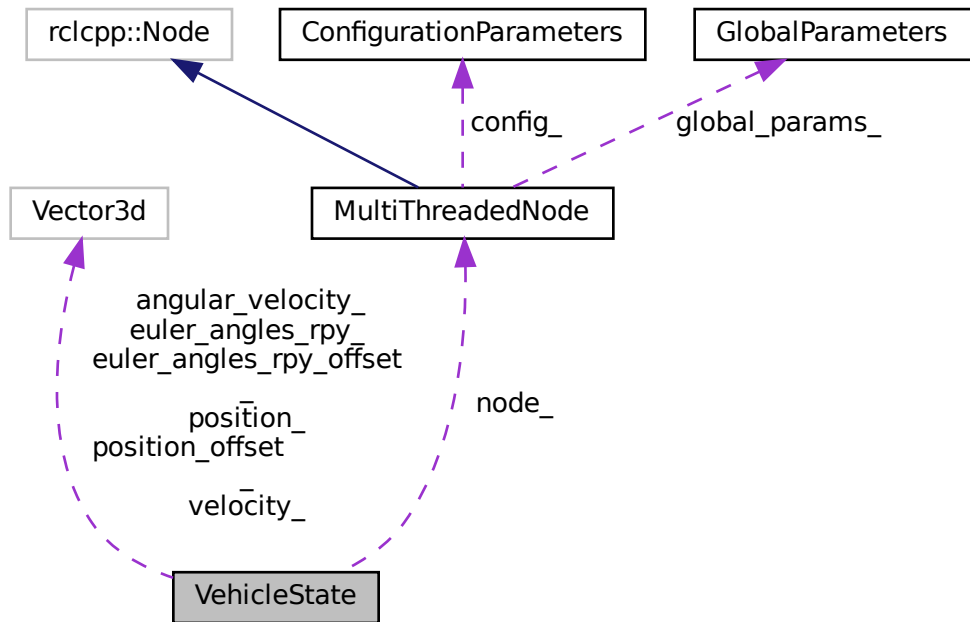 rclcpp::Node
ConfigurationParameters
GlobalParameters
config_
global_params_
Vector3d
MultiThreadedNode
angular_velocity_
euler_angles_rpy_
euler_angles_rpy_offset
_
position_
position_offset
_
velocity_
node_
VehicleState